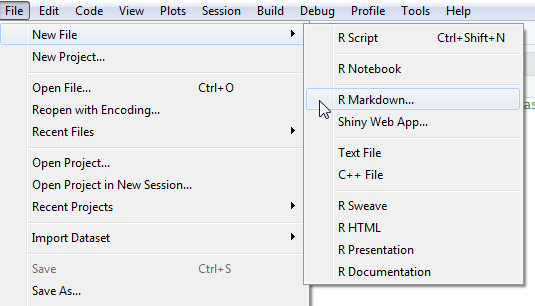 File Edit Code View Plots Session Build Debug Profile Tools Help
New File
New Project...
Open File... Ctrl+O
Reopen with Encoding...
Recent Files
Open Project...
Open Project in New Session...
Recent Projects
Import Dataset
Save Ctrl+S
Save As...
R Script Ctrl+Shift+N
R Notebook
R Markdown...
Shiny Web App...
Text File
C++ File
R Sweave
R HTML
R Presentation
R Documentation